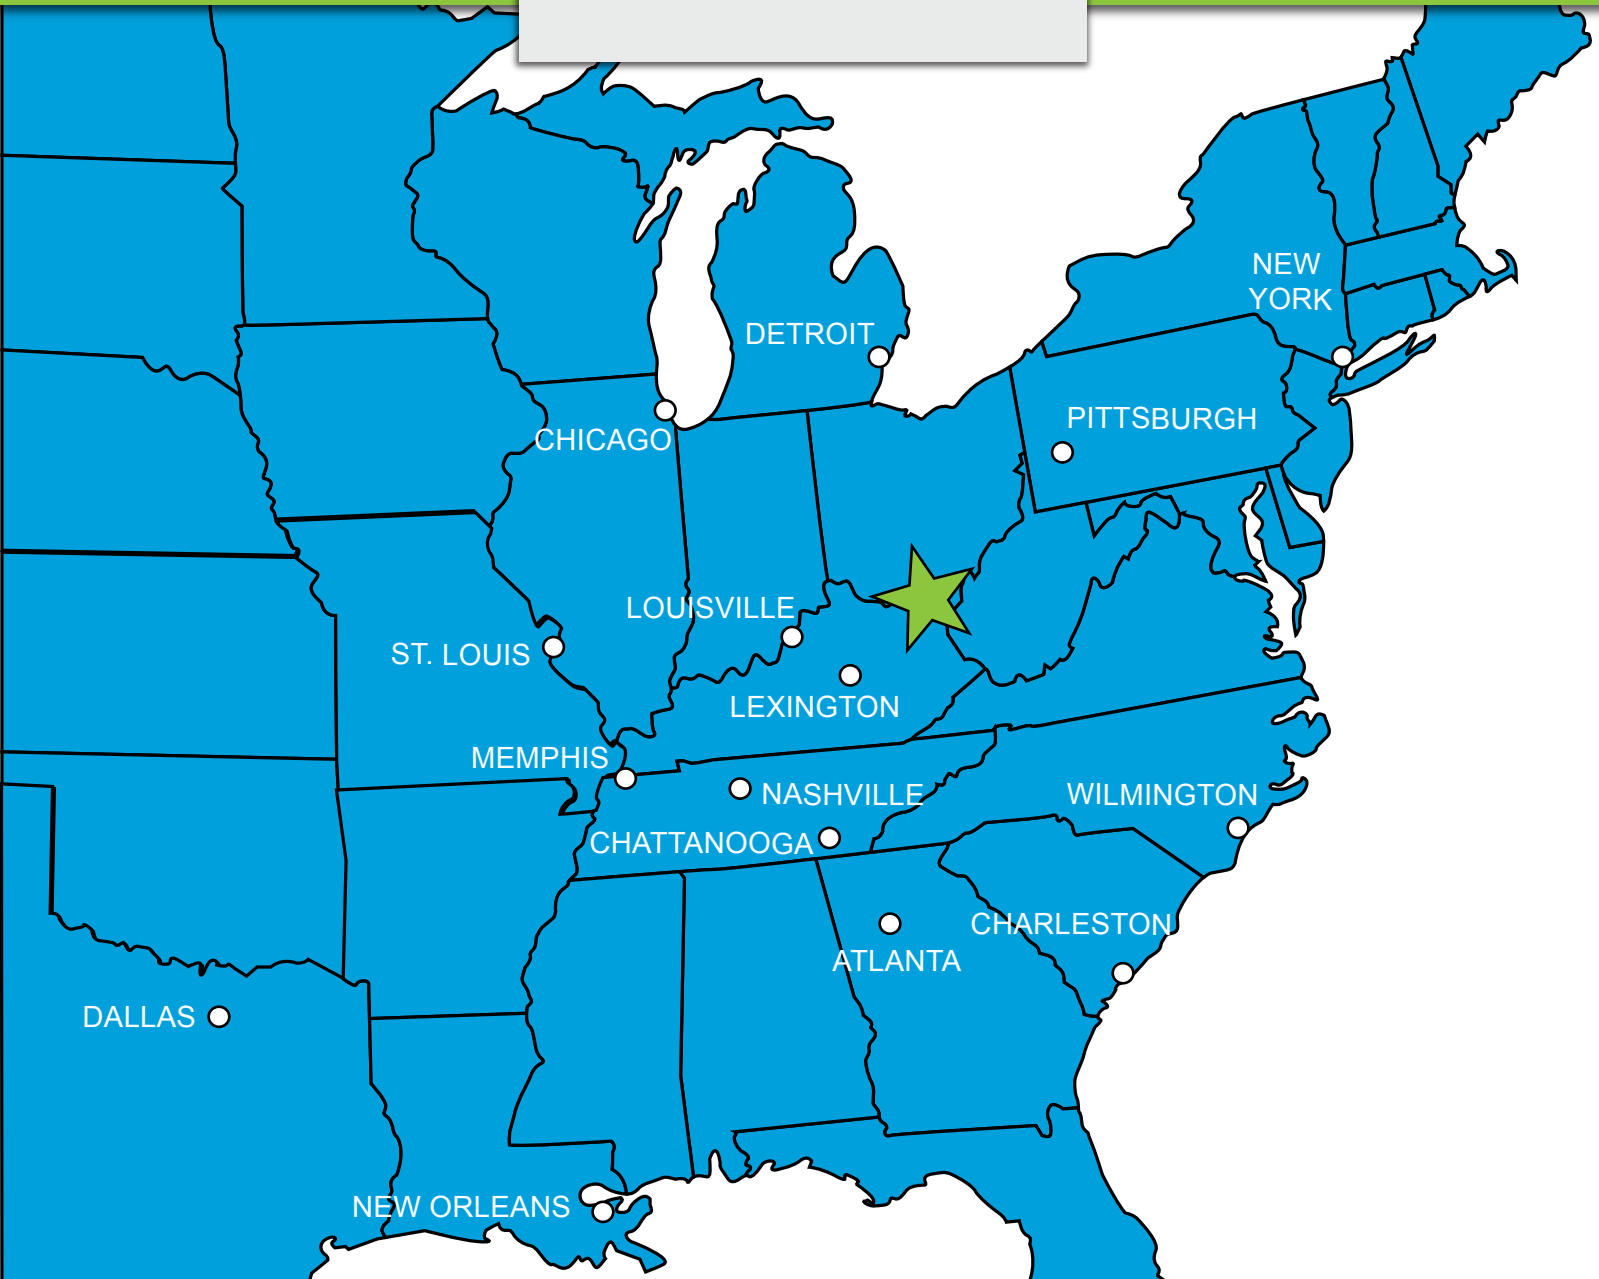 NEW
YORK
DETROIT
PITTSBURGH
CHICAGO
LOUISVILLE
ST. LOUIS
LEXINGTON
MEMPHIS
NASHVILLE
WILMINGTON
CHATTANOOGA
CHARLESTON
ATLANTA
DALLAS
NEW ORLEANS